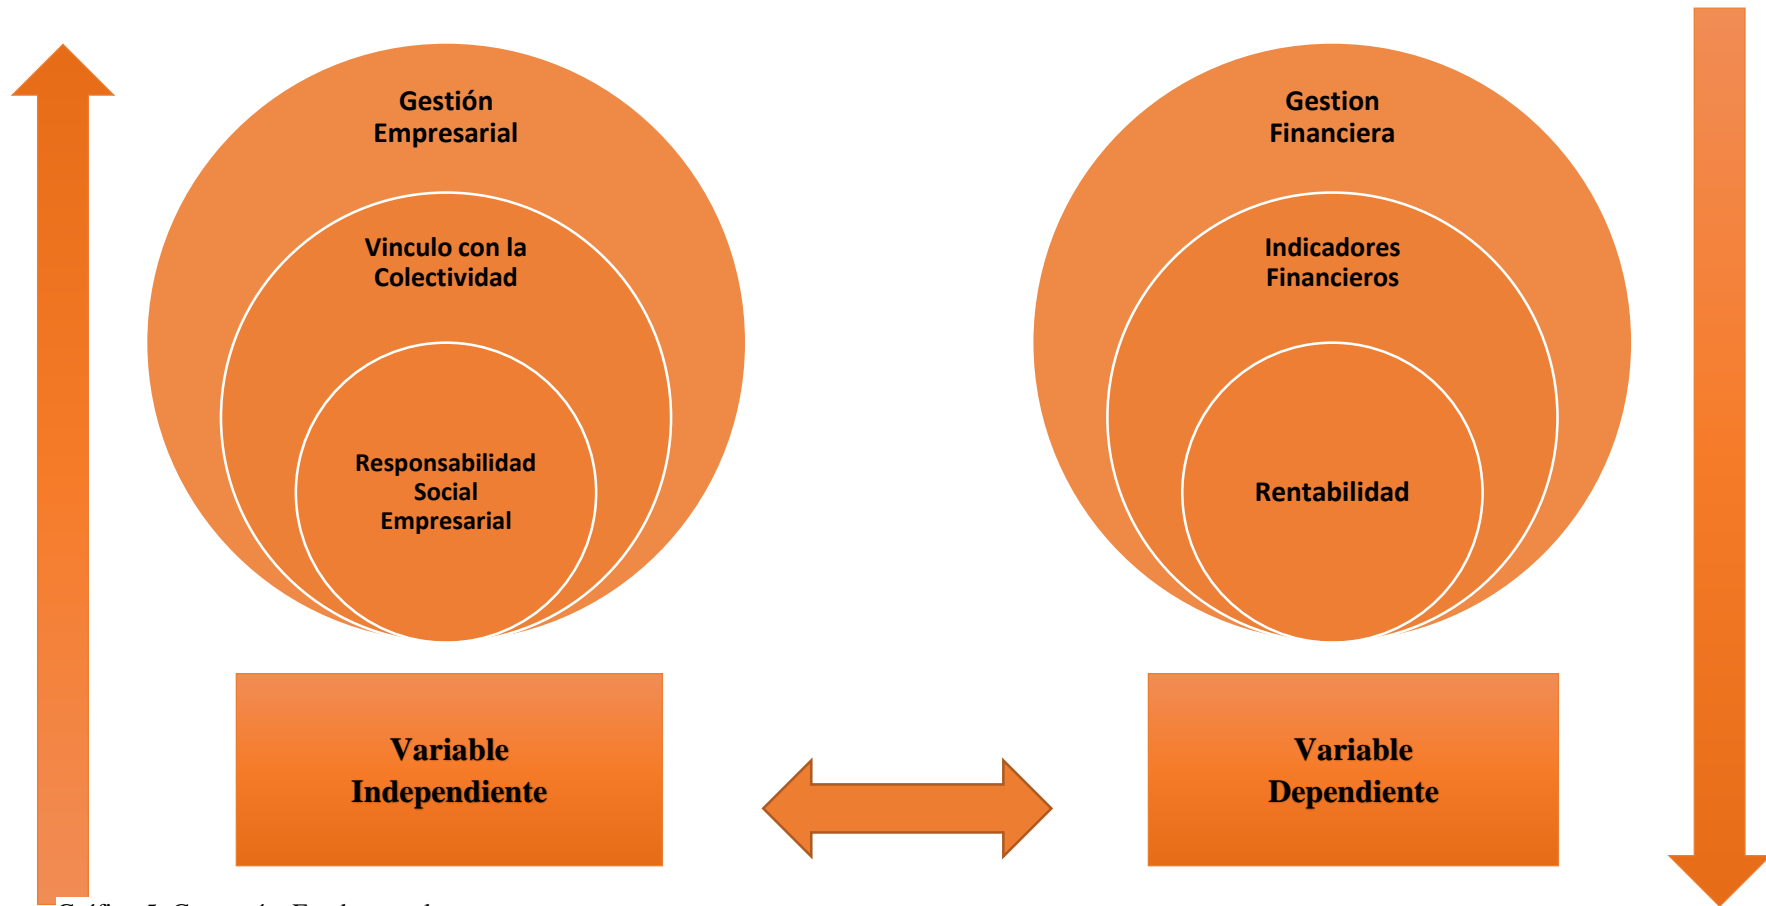 Gestión
Empresarial
Vinculo con la
Colectividad
Responsabilidad
Social
Empresarial
Variable
Independiente
Gestion
Financiera
Indicadores
Financieros
Rentabilidad
Variable
Dependiente